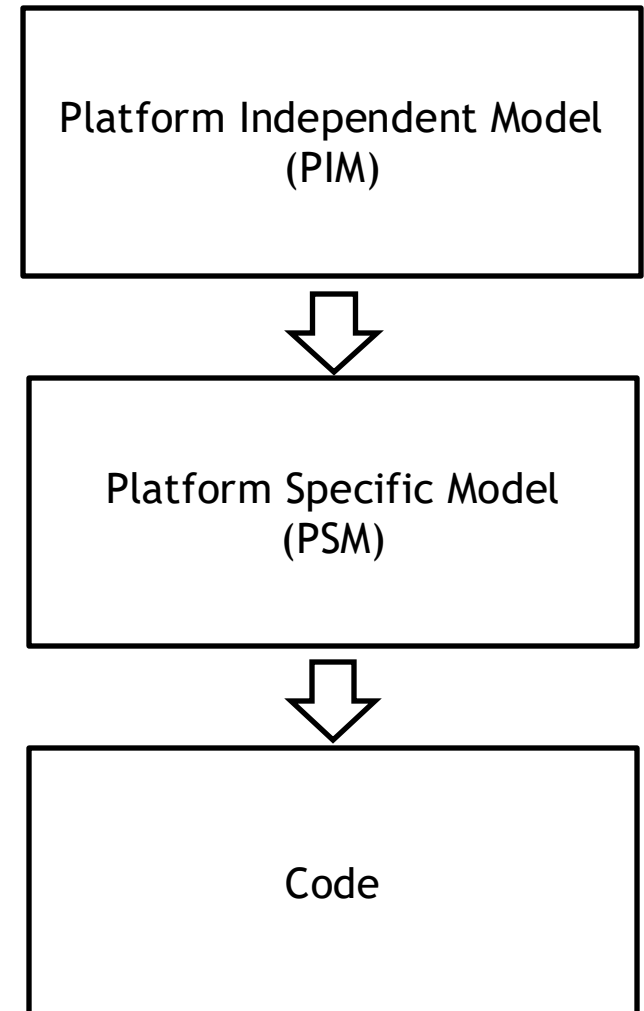 Platform Independent Model
(PIM)
Platform Specific Model
(PSM)
Code